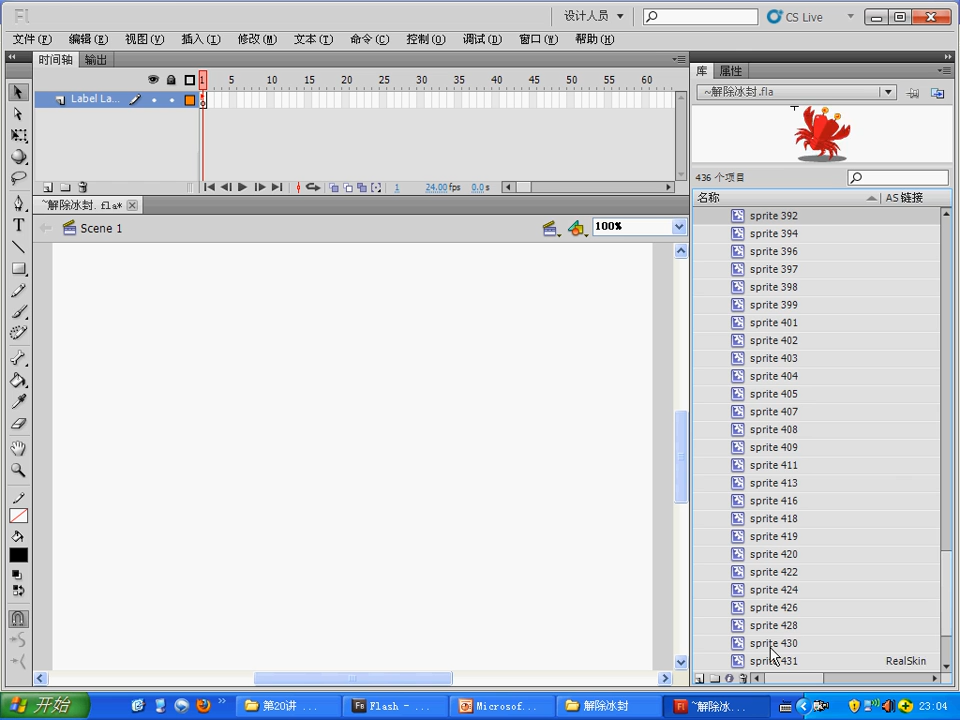 Fl 设计人员 CS Live
文件(F) 编辑(E) 视图(V) 插入(I) 修改(M) 文本(T) 命令(C) 控制(O) 调试(D) 窗口(W) 帮助(H)
时间轴 输出
1 5 10 15 20 25 30 35 40 45 50 55 60
Label La...
1 24.00fps 0.0s
~解除冰封.fla*
Scene 1
100%
库 属性
~解除冰封.fla
436 个项目
名称 AS 链接
sprite 392
sprite 394
sprite 396
sprite 397
sprite 398
sprite 399
sprite 401
sprite 402
sprite 403
sprite 404
sprite 405
sprite 407
sprite 408
sprite 409
sprite 411
sprite 413
sprite 416
sprite 418
sprite 419
sprite 420
sprite 422
sprite 424
sprite 426
sprite 428
sprite 430
sprite 431 RealSkin
开始 第20讲 ... Flash - ... Microsof... 解除冰封 ~解除冰... 23:04